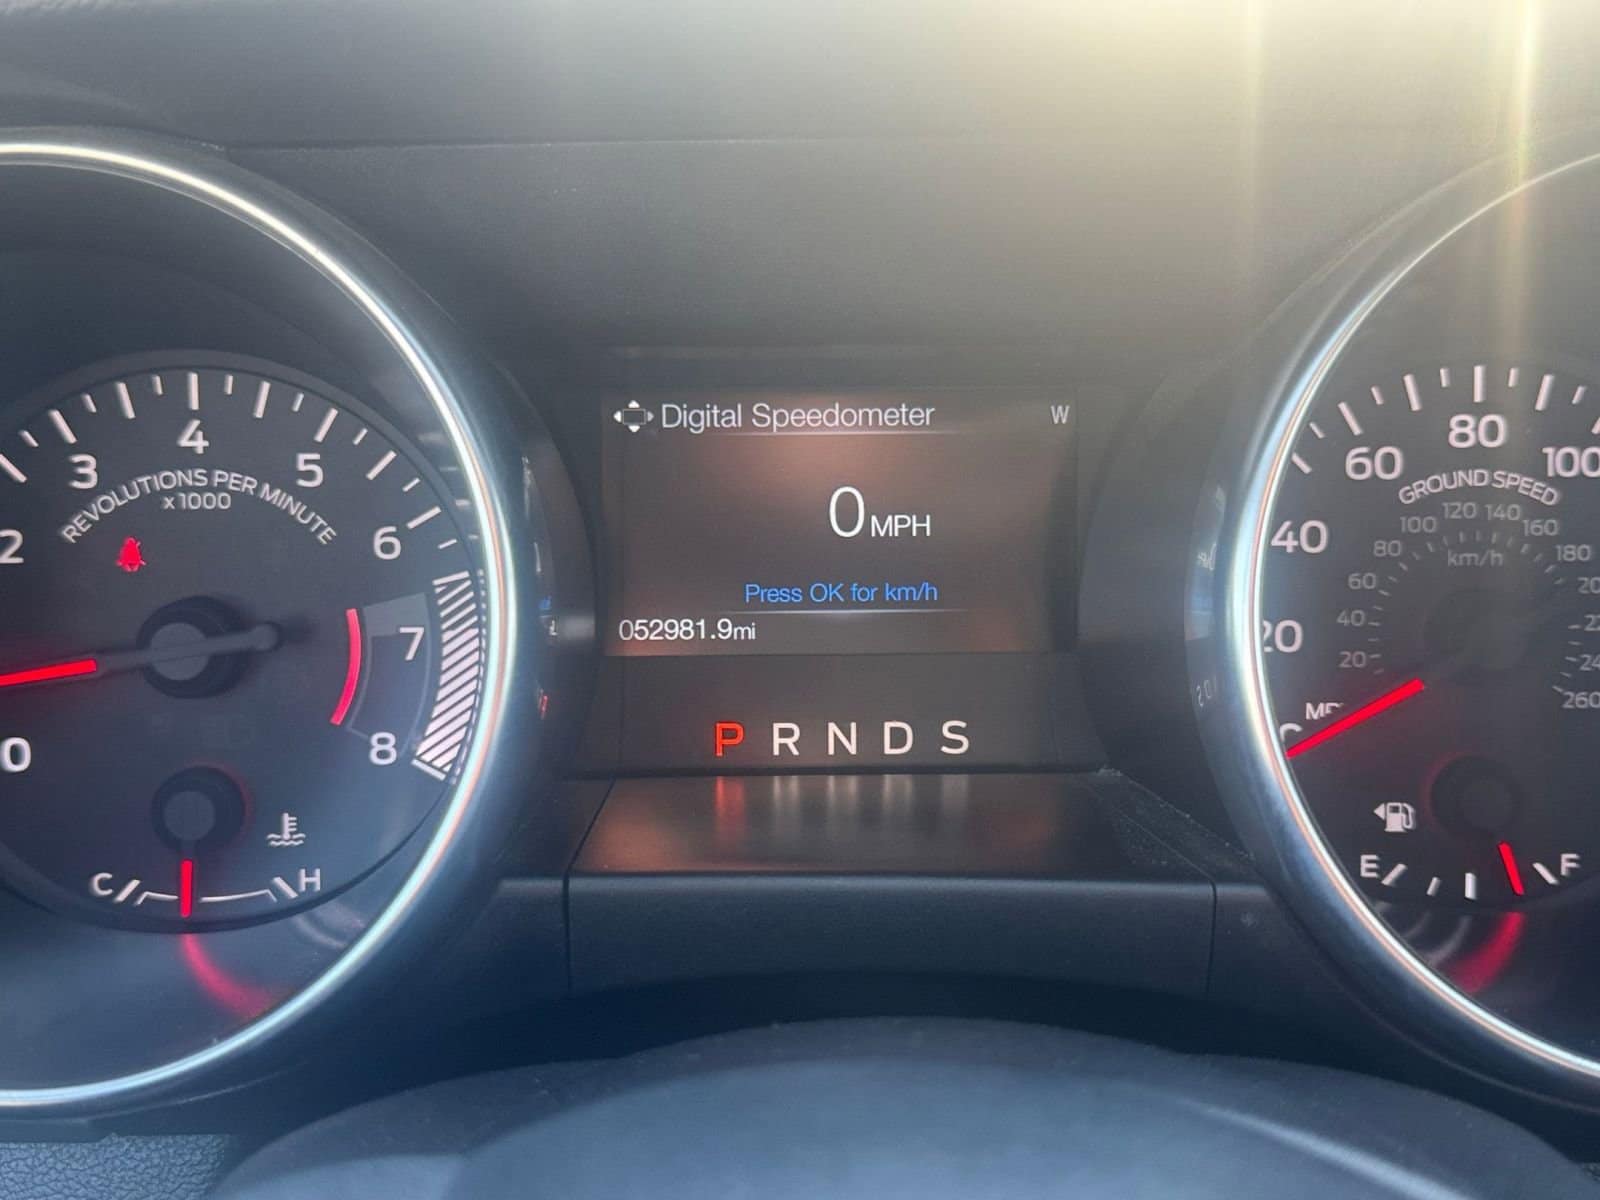 2
3
4
5
6
7
8
0
REVOLUTIONS PER MINUTE
x1000
C
H
Digital Speedometer
W
0 MPH
Press OK for km/h
052981.9mi
P R N D S
20
40
60
80
100
GROUND SPEED
20
40
60
80
100
120
140
160
180
260
km/h
E
F